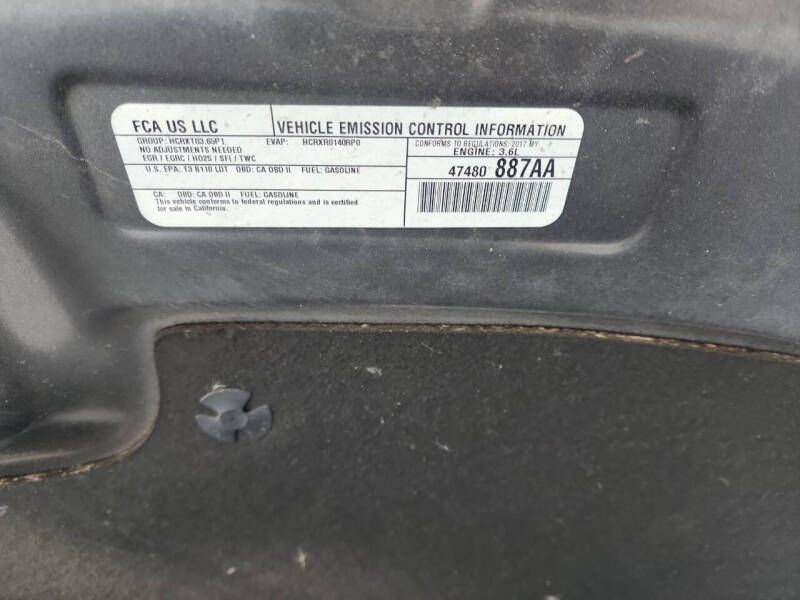 FCA US LLC
VEHICLE EMISSION CONTROL INFORMATION
GROUP: HCRXT03.65P1 EVAP: HCRXR0140RP0
NO ADJUSTMENTS NEEDED
EGR / EGRC / HO2S / SFI / TWC
CONFORMS TO REGULATIONS: 2017 MY
ENGINE: 3.6L
U.S. EPA: T3 B110 LDT OBD: CA OBD II FUEL: GASOLINE
47480 887AA
CA: OBD: CA OBD II FUEL: GASOLINE
This vehicle conforms to federal regulations and is certified
for sale in California.